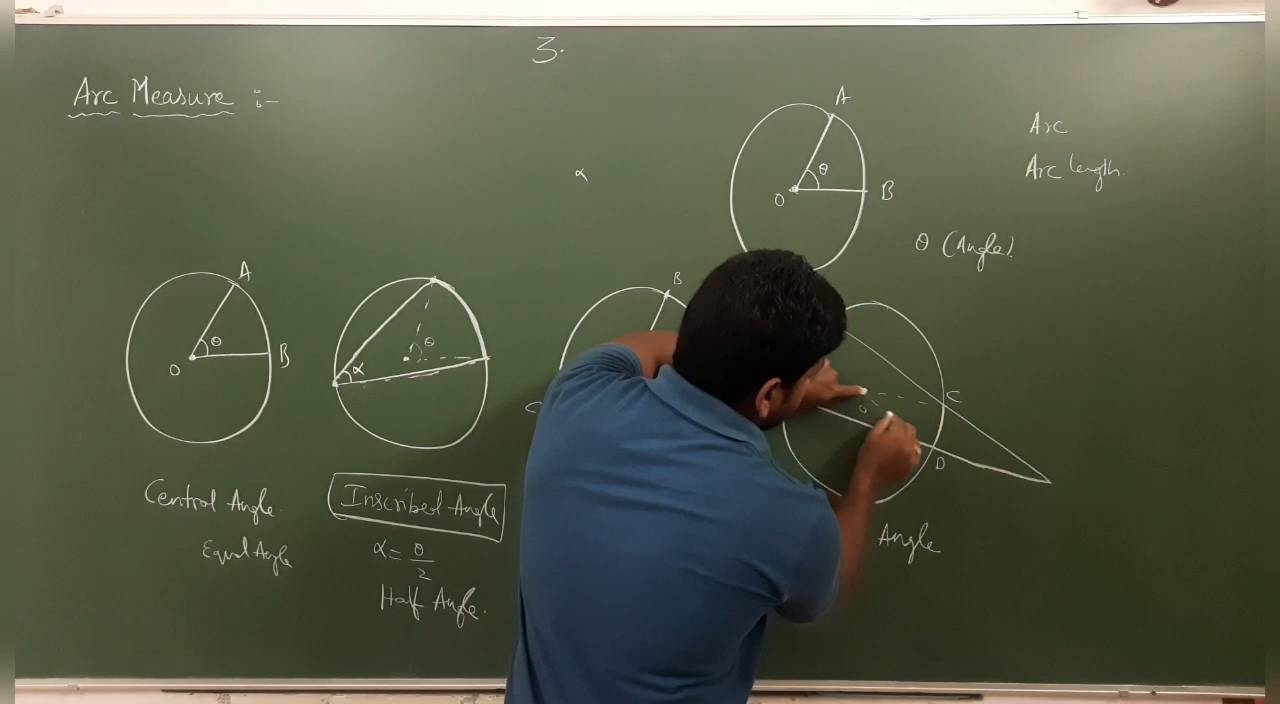 3.
Arc Measure :-
A
θ
O
B
Arc
Arc length.
α
θ (Angle).
A
θ
O
B
α
θ
B
C
C
D
Central Angle.
Equal Angle
Inscribed Angle
α = θ/2
Half Angle.
Angle